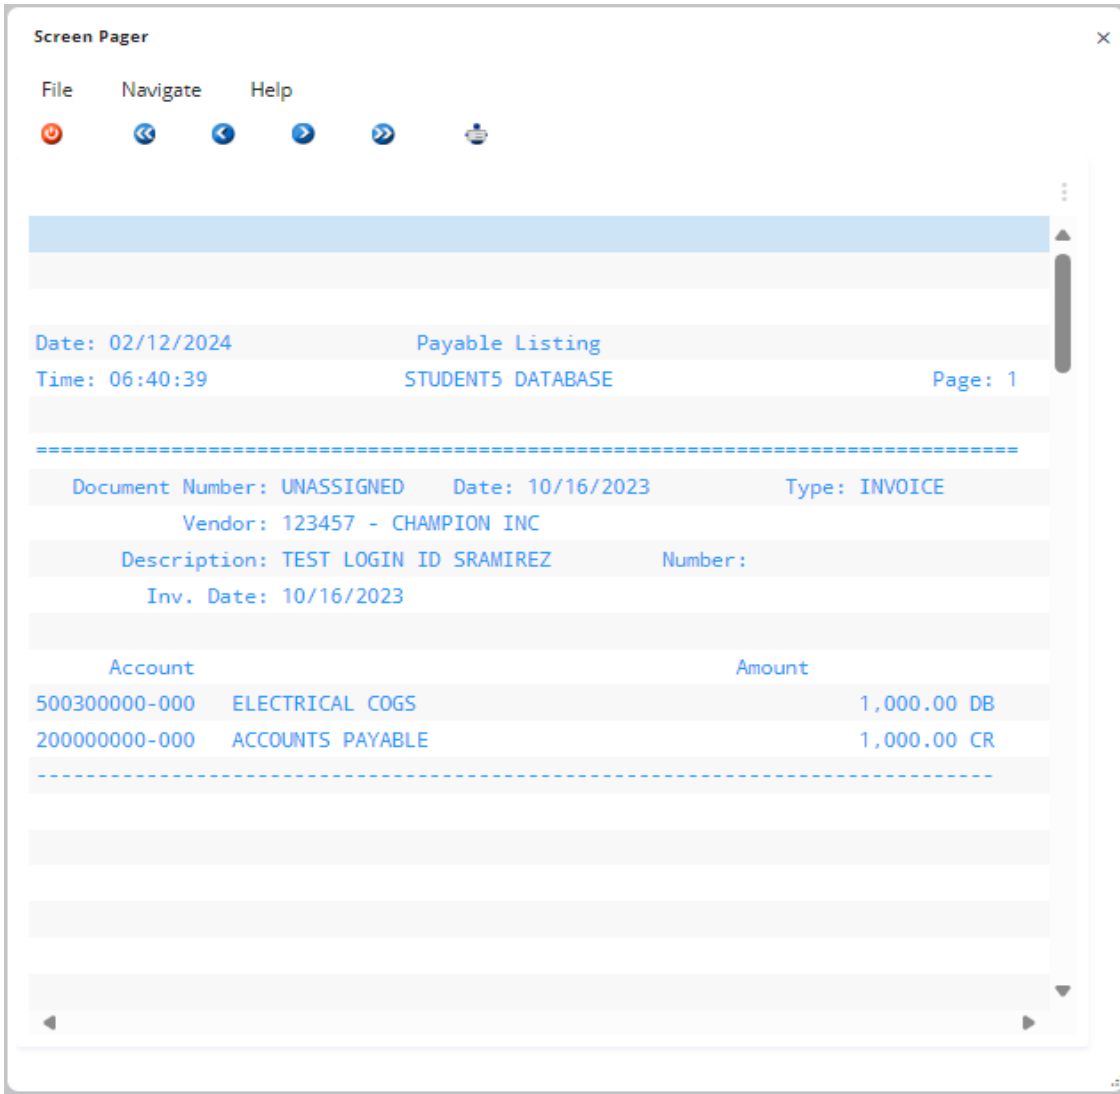 Screen Pager
File Navigate Help
Date: 02/12/2024 Payable Listing
Time: 06:40:39 STUDENT5 DATABASE Page: 1
================================================================================
Document Number: UNASSIGNED Date: 10/16/2023 Type: INVOICE
Vendor: 123457 - CHAMPION INC
Description: TEST LOGIN ID SRAMIREZ Number:
Inv. Date: 10/16/2023
Account Amount
500300000-000 ELECTRICAL COGS 1,000.00 DB
200000000-000 ACCOUNTS PAYABLE 1,000.00 CR
------------------------------------------------------------------------------